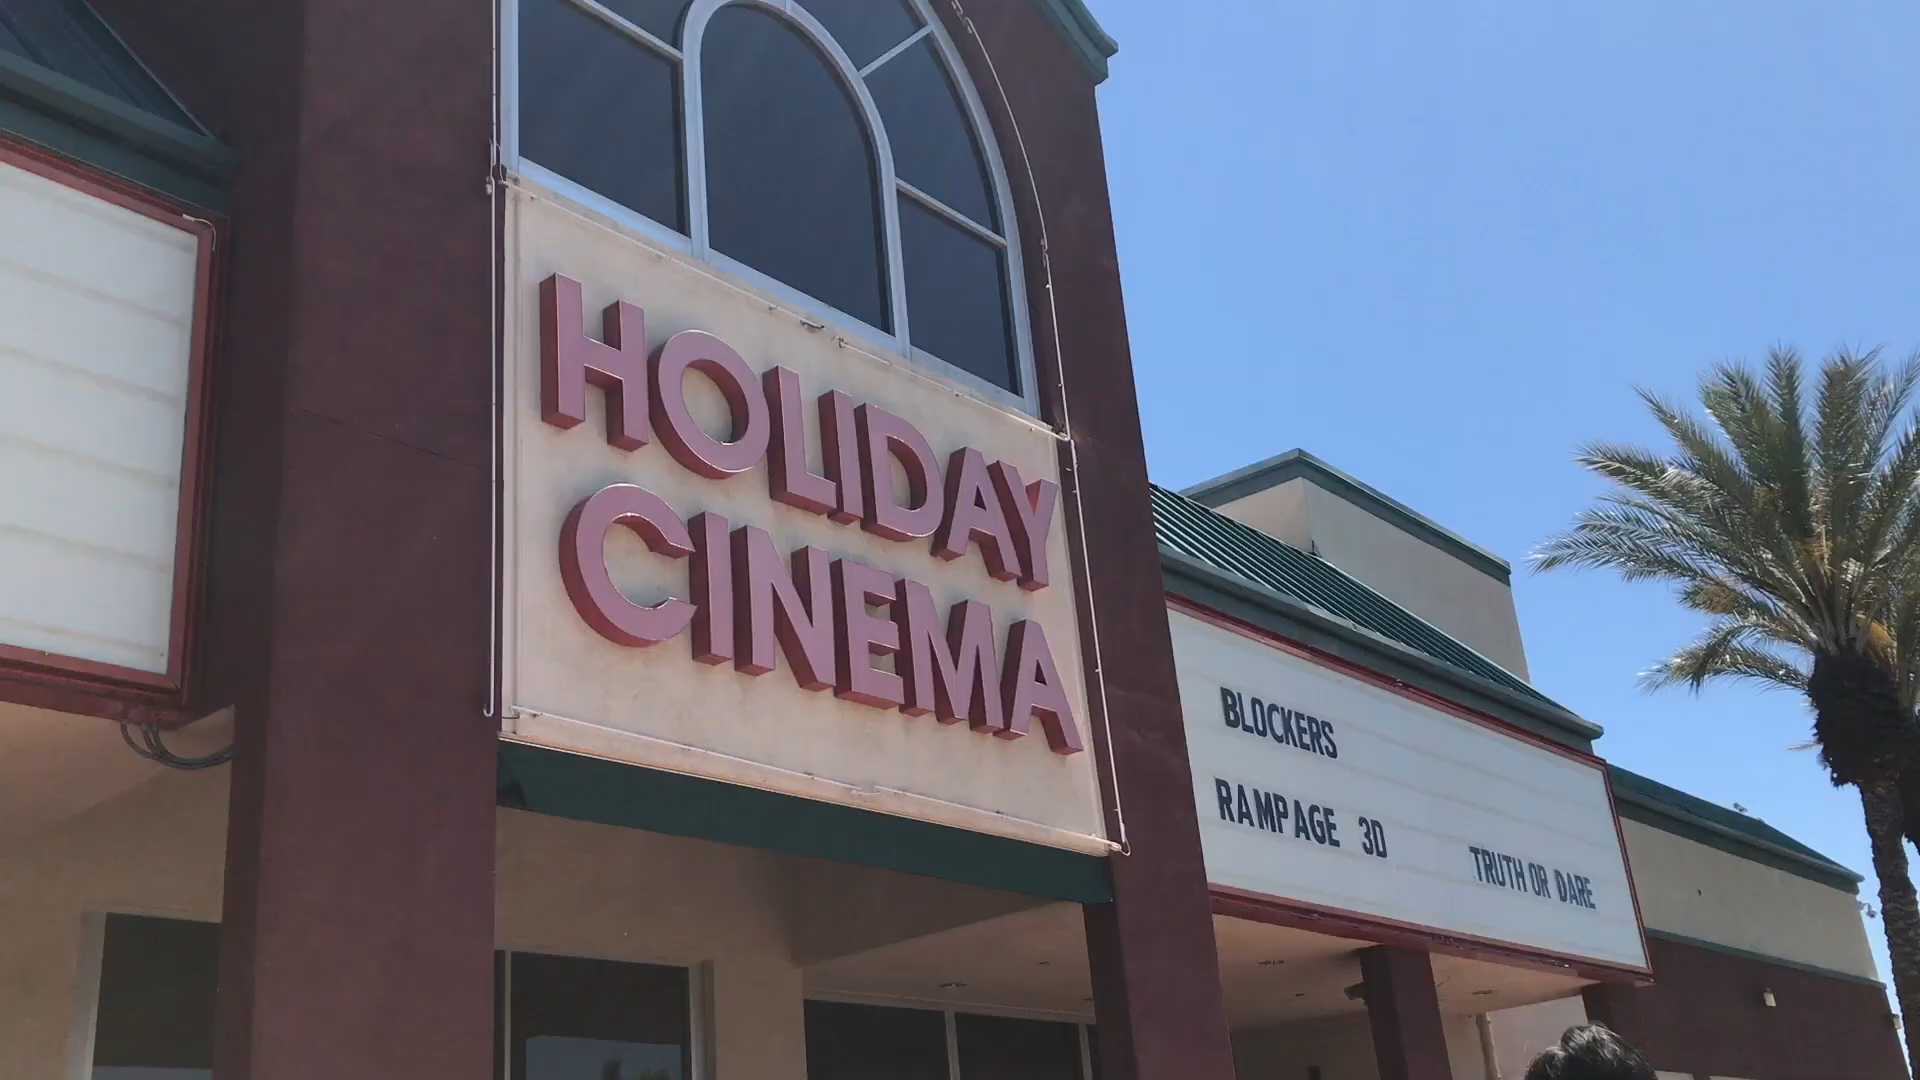 HOLIDAY
CINEMA
BLOCKERS
RAMPAGE 3D
TRUTH OR DARE